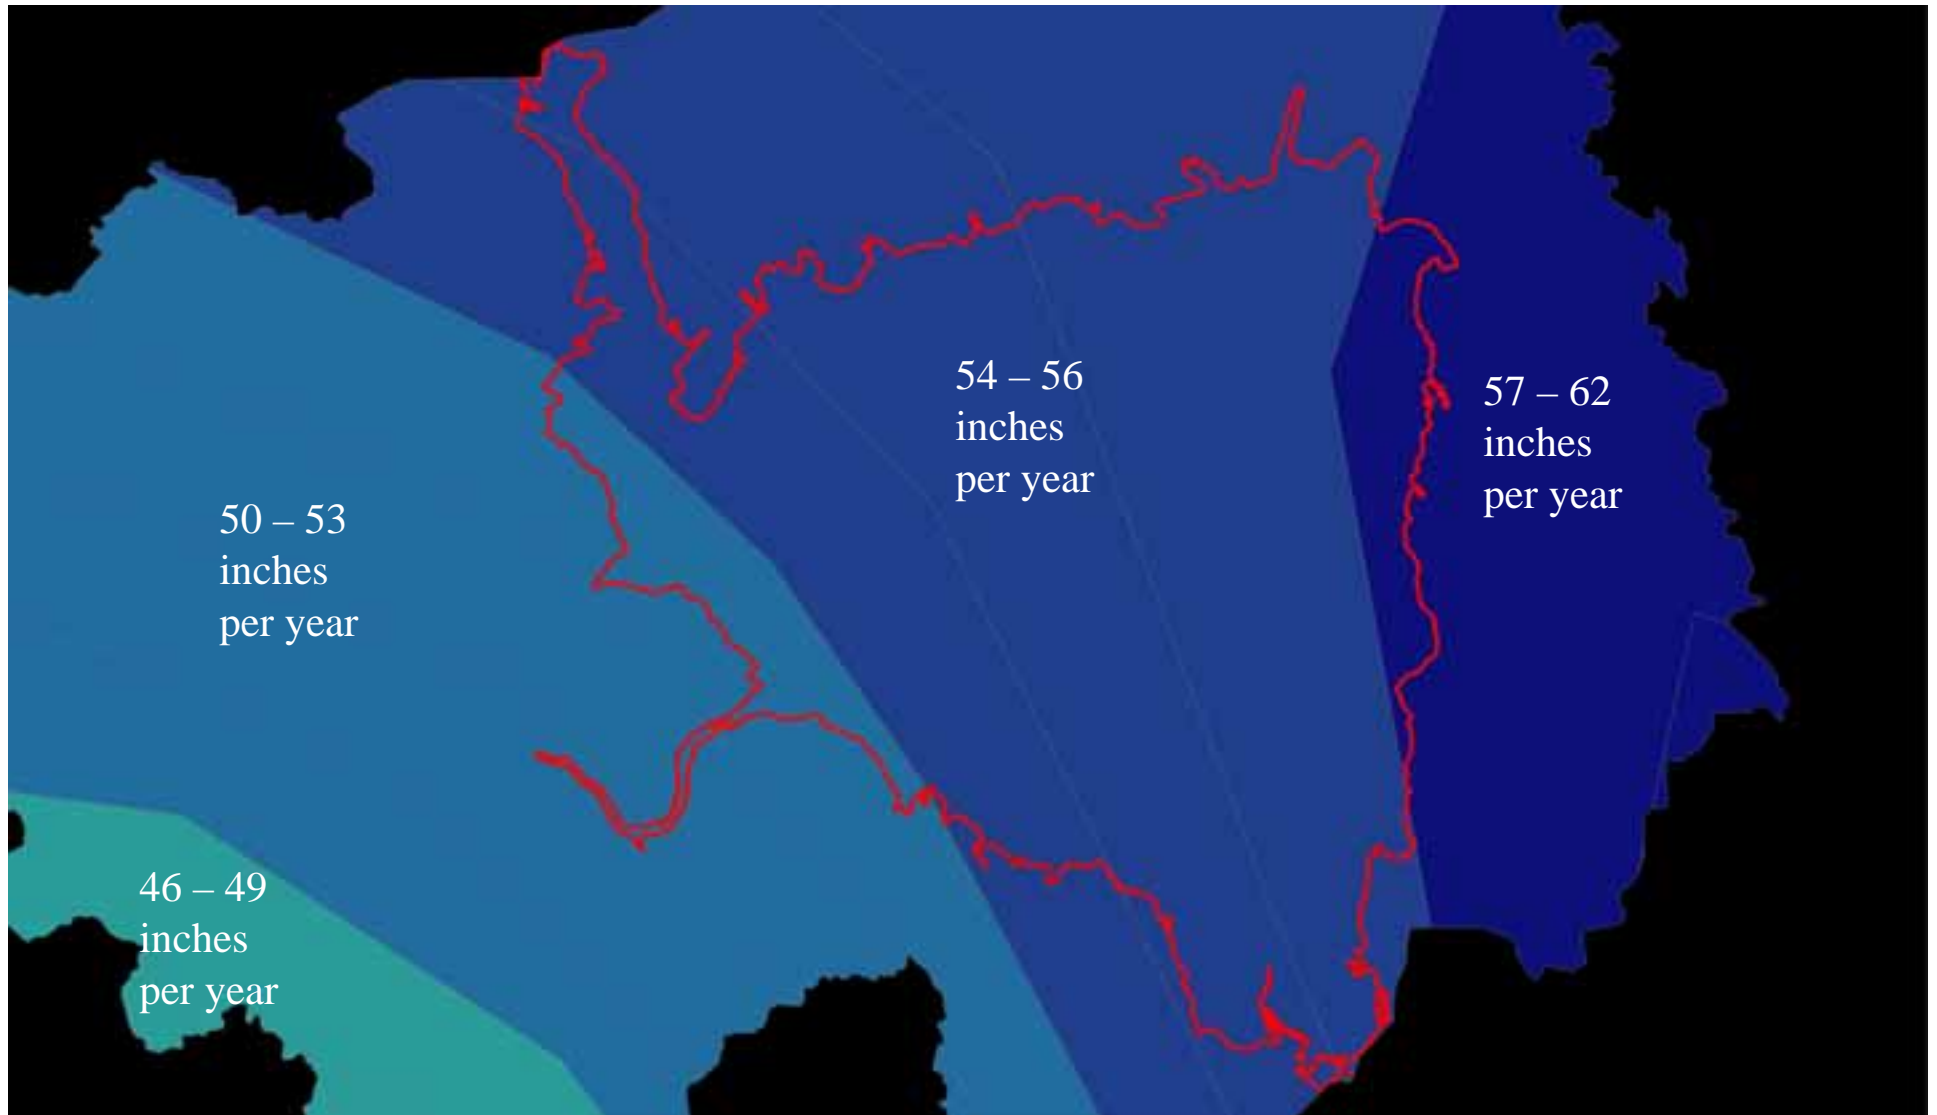 54 – 56
inches
per year
57 – 62
inches
per year
50 – 53
inches
per year
46 – 49
inches
per year